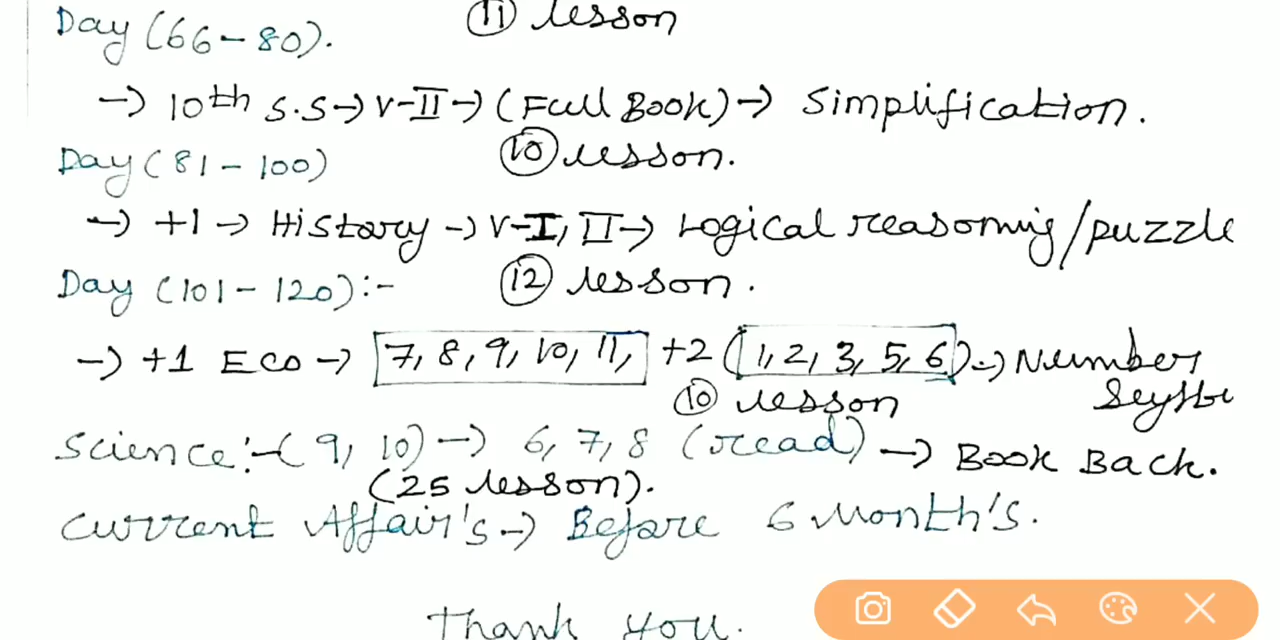 ⑪ lesson
Day (66-80).
→ 10th S.S → V-II → (Full Book) → Simplification.
⑩ lesson.
Day (81-100)
→ +1 → History → V-I, II → Logical reasoning/puzzle
⑫ lesson.
Day (101-120):-
→ +1 Eco → 7, 8, 9, 10, 11, +2 (1, 2, 3, 5, 6) → Number
⑩ lesson
Science:-(9, 10) → 6, 7, 8 (read) → Book Back.
(25 lesson).
Current Affair's → Before 6 Month's.
Thank you.